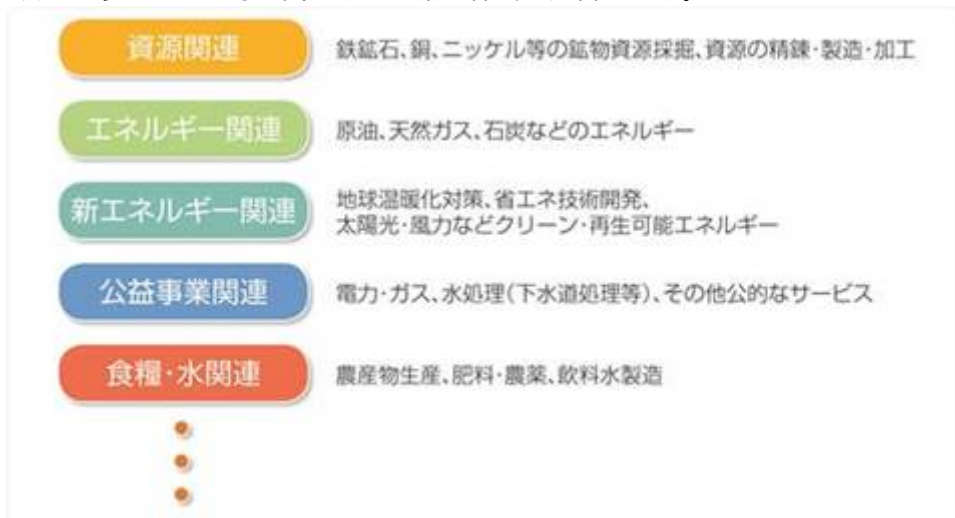 資源関連
鉄鉱石、銅、ニッケル等の鉱物資源採掘、資源の精錬・製造・加工
エネルギー関連
原油、天然ガス、石炭などのエネルギー
新エネルギー関連
地球温暖化対策、省エネ技術開発、
太陽光・風力などクリーン・再生可能エネルギー
公益事業関連
電力・ガス、水処理(下水道処理等)、その他公的なサービス
食糧・水関連
農産物生産、肥料・農薬、飲料水製造